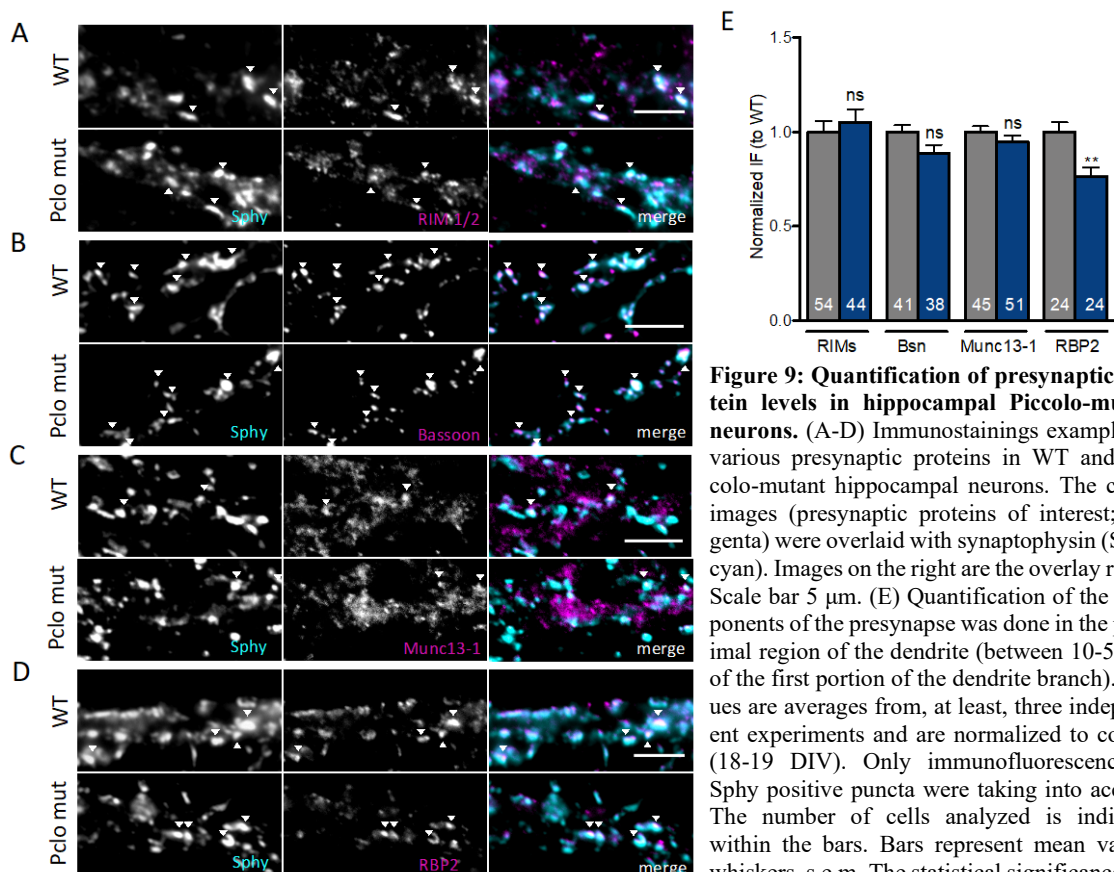 A
WT
Pclo mut
Sphy
RIM 1/2
merge
B
WT
Pclo mut
Sphy
Bassoon
merge
C
WT
Pclo mut
Sphy
Munc13-1
merge
D
WT
Pclo mut
Sphy
RBP2
merge
E
Normalized IF (to WT)
1.5
1.0
0.5
0.0
ns
ns
ns
**
54 44 41 38 45 51 24 24
RIMs Bsn Munc13-1 RBP2
Figure 9: Quantification of presynaptic
tein levels in hippocampal Piccolo-mu
neurons. (A-D) Immunostainings exampl
various presynaptic proteins in WT and
colo-mutant hippocampal neurons. The c
images (presynaptic proteins of interest;
genta) were overlaid with synaptophysin (S
cyan). Images on the right are the overlay r
Scale bar 5 μm. (E) Quantification of the
ponents of the presynapse was done in the
imal region of the dendrite (between 10-5
of the first portion of the dendrite branch).
ues are averages from, at least, three indep
ent experiments and are normalized to co
(18-19 DIV). Only immunofluorescenc
Sphy positive puncta were taking into acc
The number of cells analyzed is indi
within the bars. Bars represent mean va
whiskers, s.e.m. The statistical significance